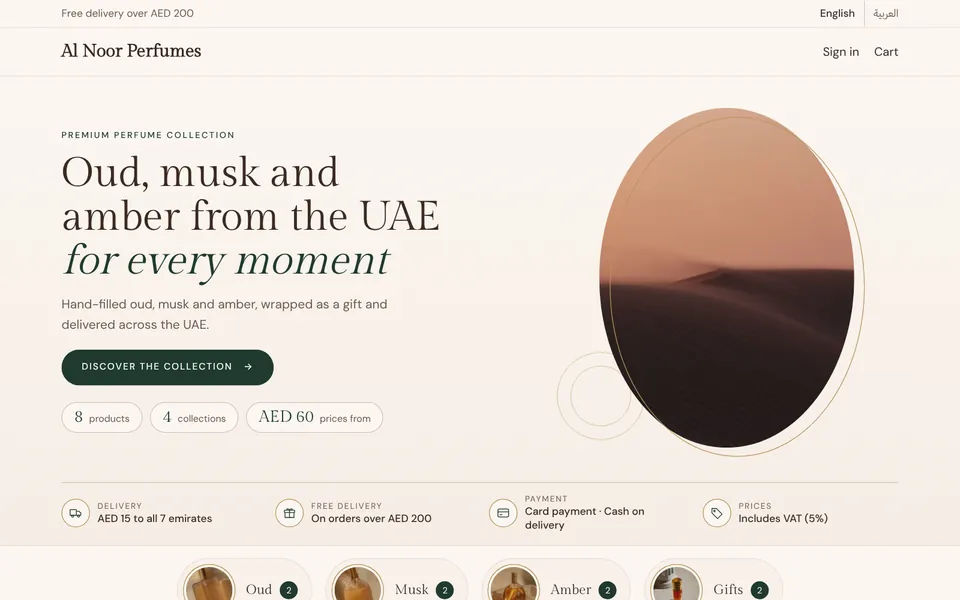 Free delivery over AED 200
English
العربية
Al Noor Perfumes
Sign in
Cart
PREMIUM PERFUME COLLECTION
Oud, musk and
amber from the UAE
for every moment
Hand-filled oud, musk and amber, wrapped as a gift and
delivered across the UAE.
DISCOVER THE COLLECTION →
8 products
4 collections
AED 60 prices from
DELIVERY
AED 15 to all 7 emirates
FREE DELIVERY
On orders over AED 200
PAYMENT
Card payment · Cash on
delivery
PRICES
Includes VAT (5%)
Oud 2
Musk 2
Amber 2
Gifts 2